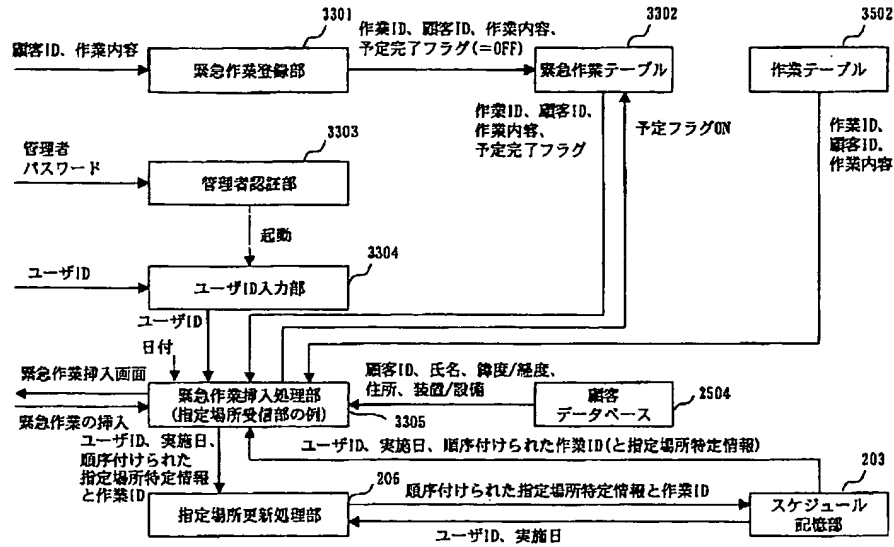 3301
3302
3502
顧客ID、作業内容
緊急作業登録部
作業ID、顧客ID、作業内容、
予定完了フラグ(=OFF)
緊急作業テーブル
作業テーブル
作業ID、顧客ID、
作業内容、
予定完了フラグ
予定フラグON
作業ID、
顧客ID、
作業内容
3303
管理者
パスワード
管理者認証部
起動
3304
ユーザID
ユーザID入力部
ユーザID
日付
緊急作業挿入画面
緊急作業挿入処理部
(指定場所受信部の例)
3305
緊急作業の挿入
顧客ID、氏名、緯度/経度、
住所、装置/設備
顧客
データベース
2504
ユーザID、実施日、
順序付けられた
指定場所特定情報
と作業ID
ユーザID、実施日、順序付けられた作業ID(と指定場所特定情報)
206
指定場所更新処理部
順序付けられた指定場所特定情報と作業ID
203
スケジュール
記憶部
ユーザID、実施日